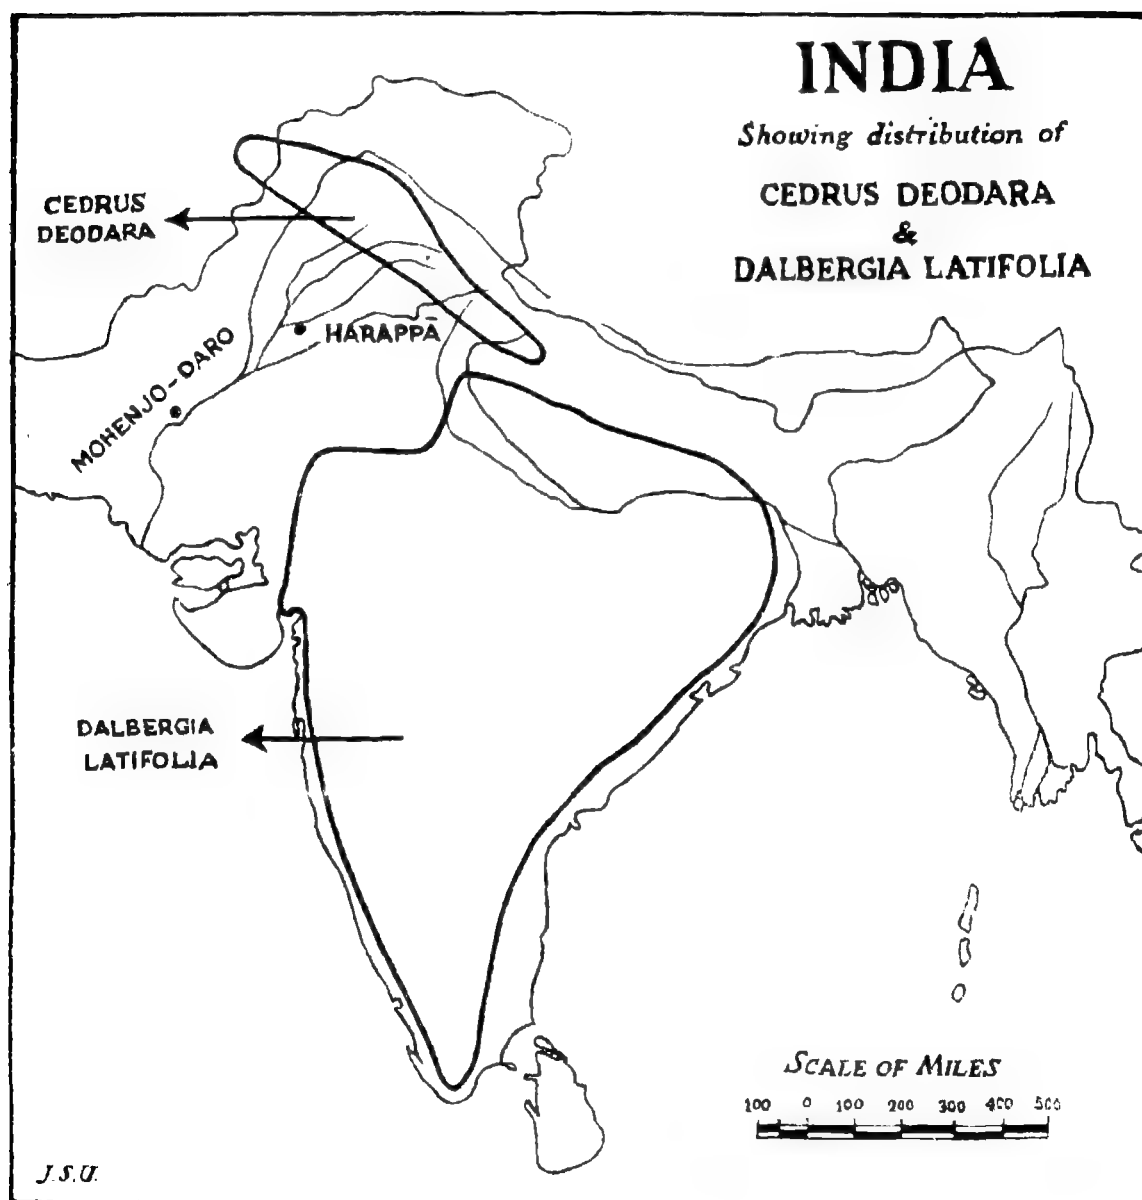 INDIA
Showing distribution of
CEDRUS DEODARA
&
DALBERGIA LATIFOLIA
CEDRUS
DEODARA
HARAPPĀ
MOHENJO-DARO
DALBERGIA
LATIFOLIA
SCALE OF MILES
100 0 100 200 300 400 500
J.S.U.